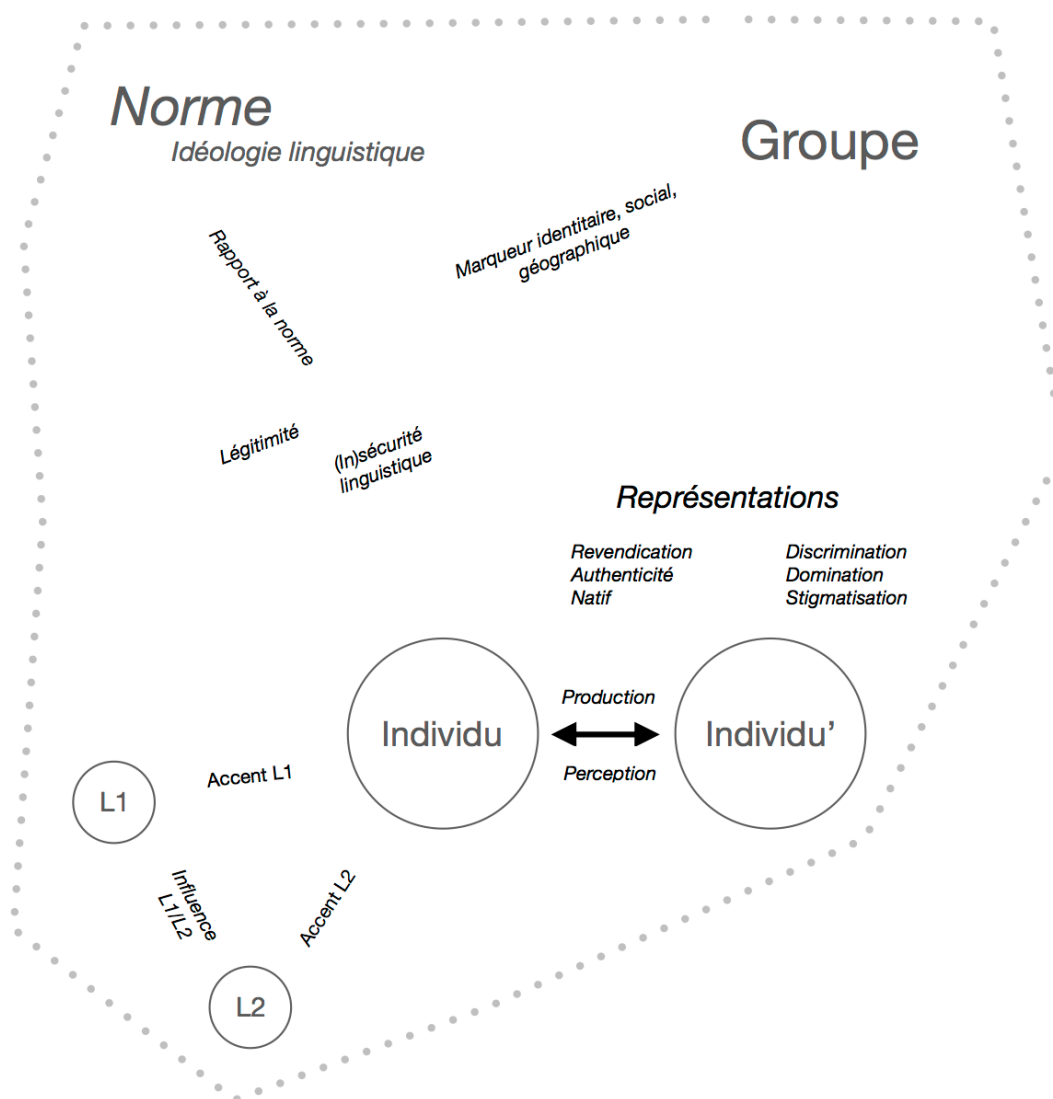 Norme
Idéologie linguistique
Groupe
Marqueur identitaire, social,
géographique
Rapport à la norme
Légitimité
(In)sécurité
linguistique
Représentations
Revendication
Authenticité
Natif
Discrimination
Domination
Stigmatisation
Individu
Production
Perception
Individu’
L1
Accent L1
Influence
L1/L2
Accent L2
L2